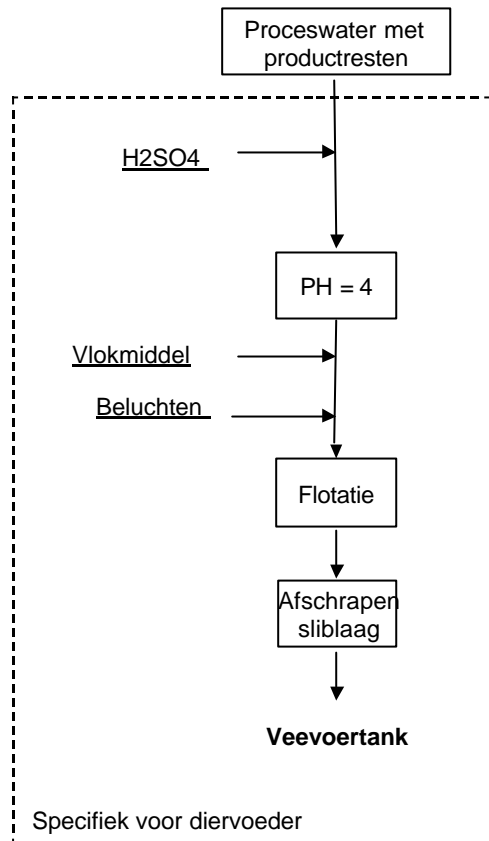 Proceswater met
productresten
H2SO4
PH = 4
Vlokmiddel
Beluchten
Flotatie
Afschrapen
sliblaag
Veevoertank
Specifiek voor diervoeder